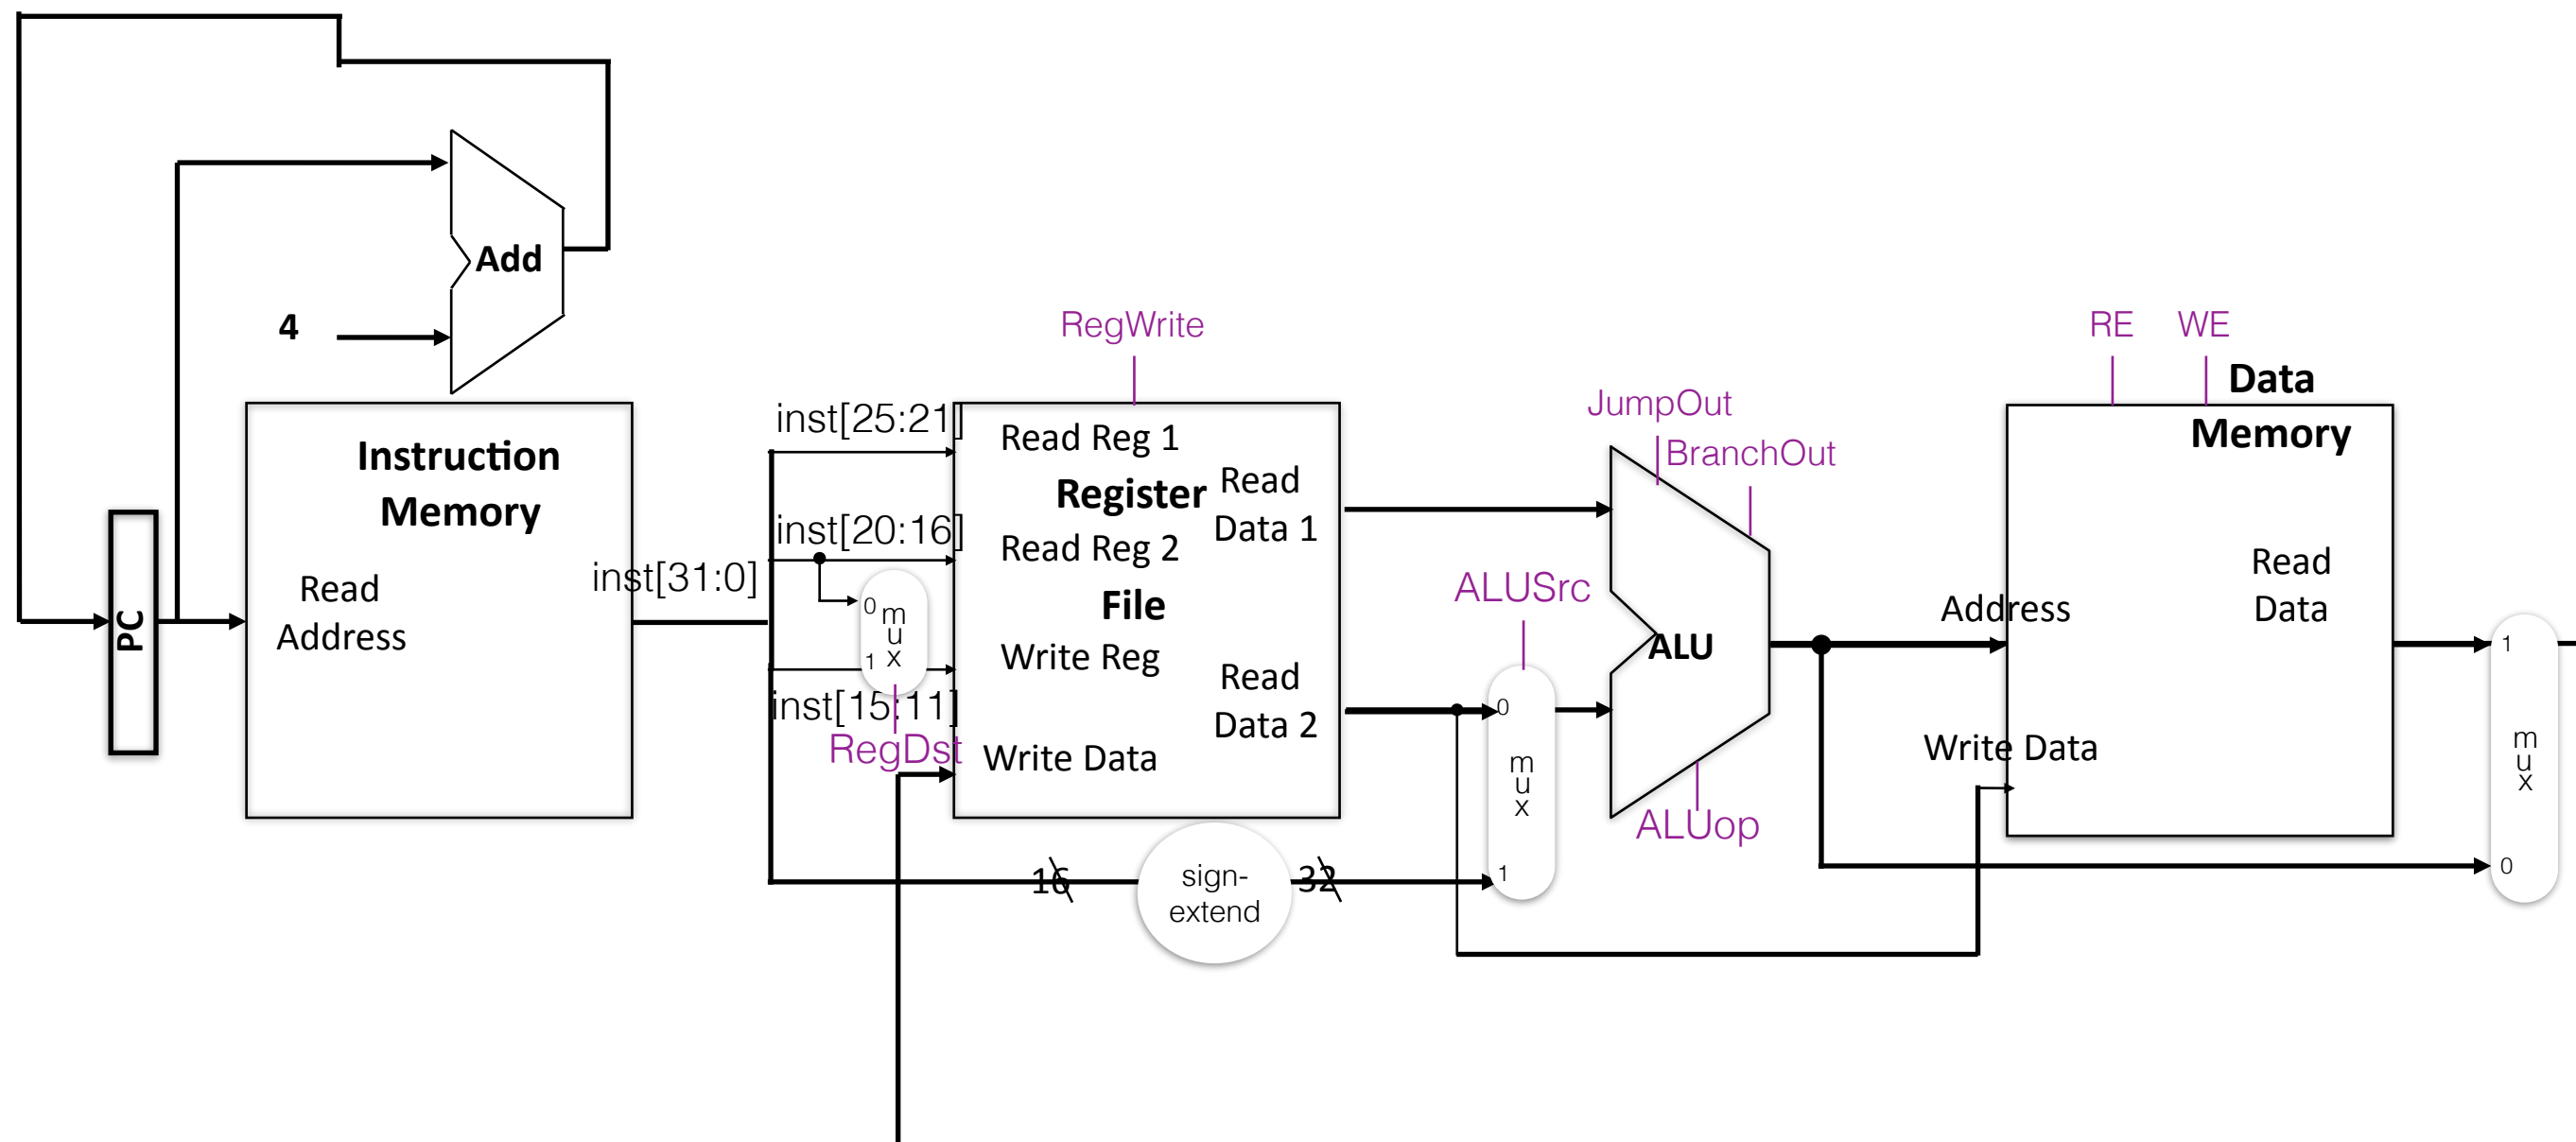 Add
4
RegWrite
RE
WE
Data
Memory
JumpOut
BranchOut
inst[25:21]
Instruction
Memory
Read Reg 1
Register
Read
Data 1
inst[20:16]
Read Reg 2
inst[31:0]
Read
Address
PC
0
mux
1
File
ALUSrc
Address
Read
Data
ALU
Write Reg
Read
Data 2
inst[15:11]
RegDst
Write Data
0
mux
1
Write Data
ALUop
1
mux
0
16
sign-
extend
32